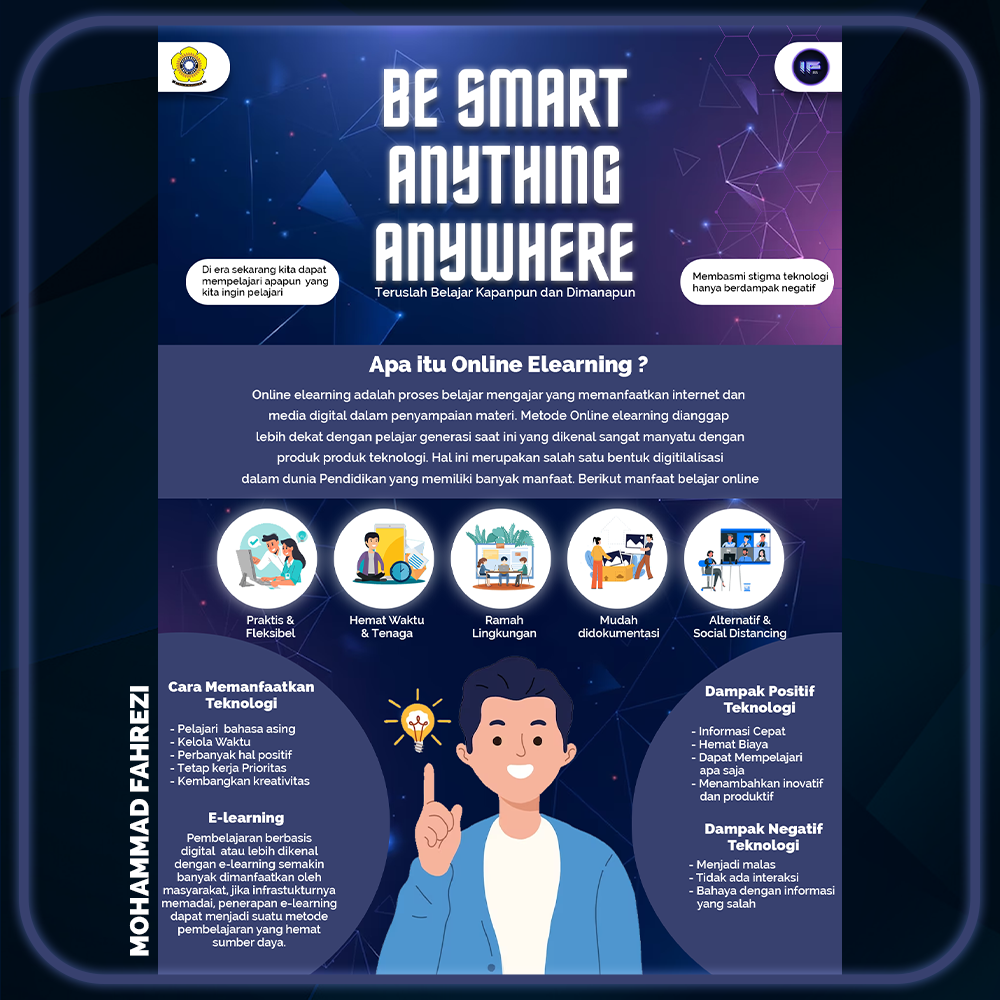 BE SMART
ANYTHING
ANYWHERE
Teruslah Belajar Kapanpun dan Dimanapun
Di era sekarang kita dapat
mempelajari apapun yang
kita ingin pelajari
Membasmi stigma teknologi
hanya berdampak negatif
Apa itu Online Elearning ?
Online elearning adalah proses belajar mengajar yang memanfaatkan internet dan
media digital dalam penyampaian materi. Metode Online elearning dianggap
lebih dekat dengan pelajar generasi saat ini yang dikenal sangat manyatu dengan
produk produk teknologi. Hal ini merupakan salah satu bentuk digitilalisasi
dalam dunia Pendidikan yang memiliki banyak manfaat. Berikut manfaat belajar online
Praktis &
Fleksibel
Hemat Waktu
& Tenaga
Ramah
Lingkungan
Mudah
didokumentasi
Alternatif &
Social Distancing
Cara Memanfaatkan
Teknologi
- Pelajari bahasa asing
- Kelola Waktu
- Perbanyak hal positif
- Tetap kerja Prioritas
- Kembangkan kreativitas
E-learning
Pembelajaran berbasis
digital atau lebih dikenal
dengan e-learning semakin
banyak dimanfaatkan oleh
masyarakat, jika infrastukturnya
memadai, penerapan e-learning
dapat menjadi suatu metode
pembelajaran yang hemat
sumber daya.
Dampak Positif
Teknologi
- Informasi Cepat
- Hemat Biaya
- Dapat Mempelajari
apa saja
- Menambahkan inovatif
dan produktif
Dampak Negatif
Teknologi
- Menjadi malas
- Tidak ada interaksi
- Bahaya dengan informasi
yang salah
MOHAMMAD FAHREZI